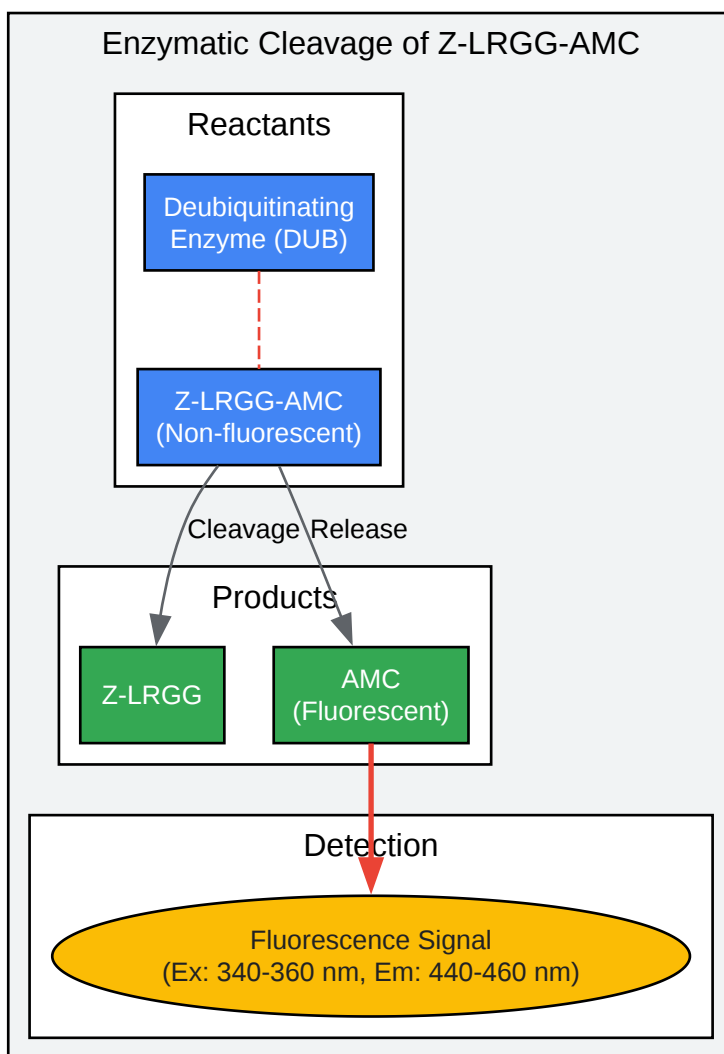 Enzymatic Cleavage of Z-LRGG-AMC
Reactants
Deubiquitinating
Enzyme (DUB)
Z-LRGG-AMC
(Non-fluorescent)
Cleavage
Release
Products
Z-LRGG
AMC
(Fluorescent)
Detection
Fluorescence Signal
(Ex: 340-360 nm, Em: 440-460 nm)